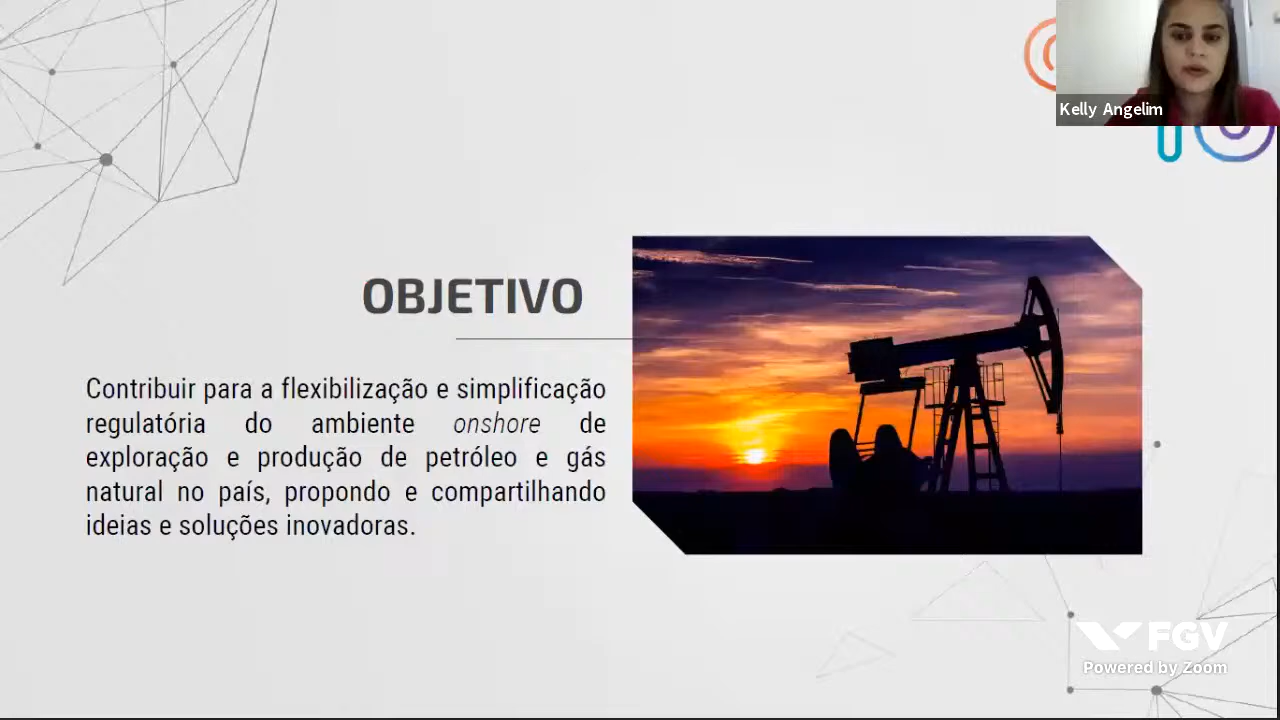 Kelly Angelim
OBJETIVO
Contribuir para a flexibilização e simplificação
regulatória do ambiente onshore de
exploração e produção de petróleo e gás
natural no país, propondo e compartilhando
ideias e soluções inovadoras.
FGV
Powered by Zoom